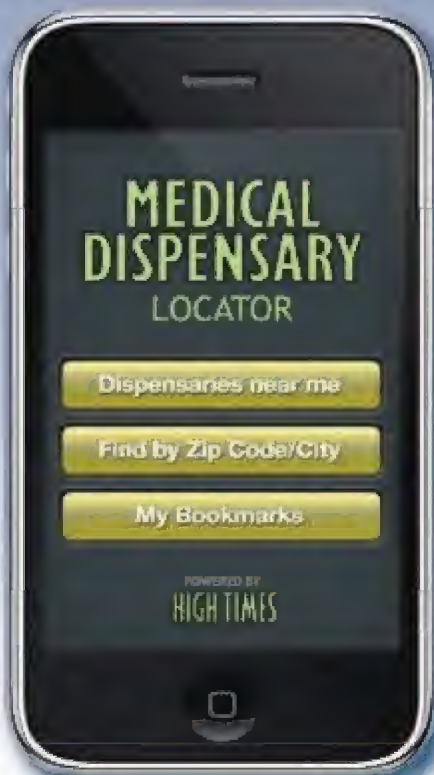 MEDICAL
DISPENSARY
LOCATOR
Dispensaries near me
Find by Zip Code/City
My Bookmarks
POWERED BY
HIGH TIMES